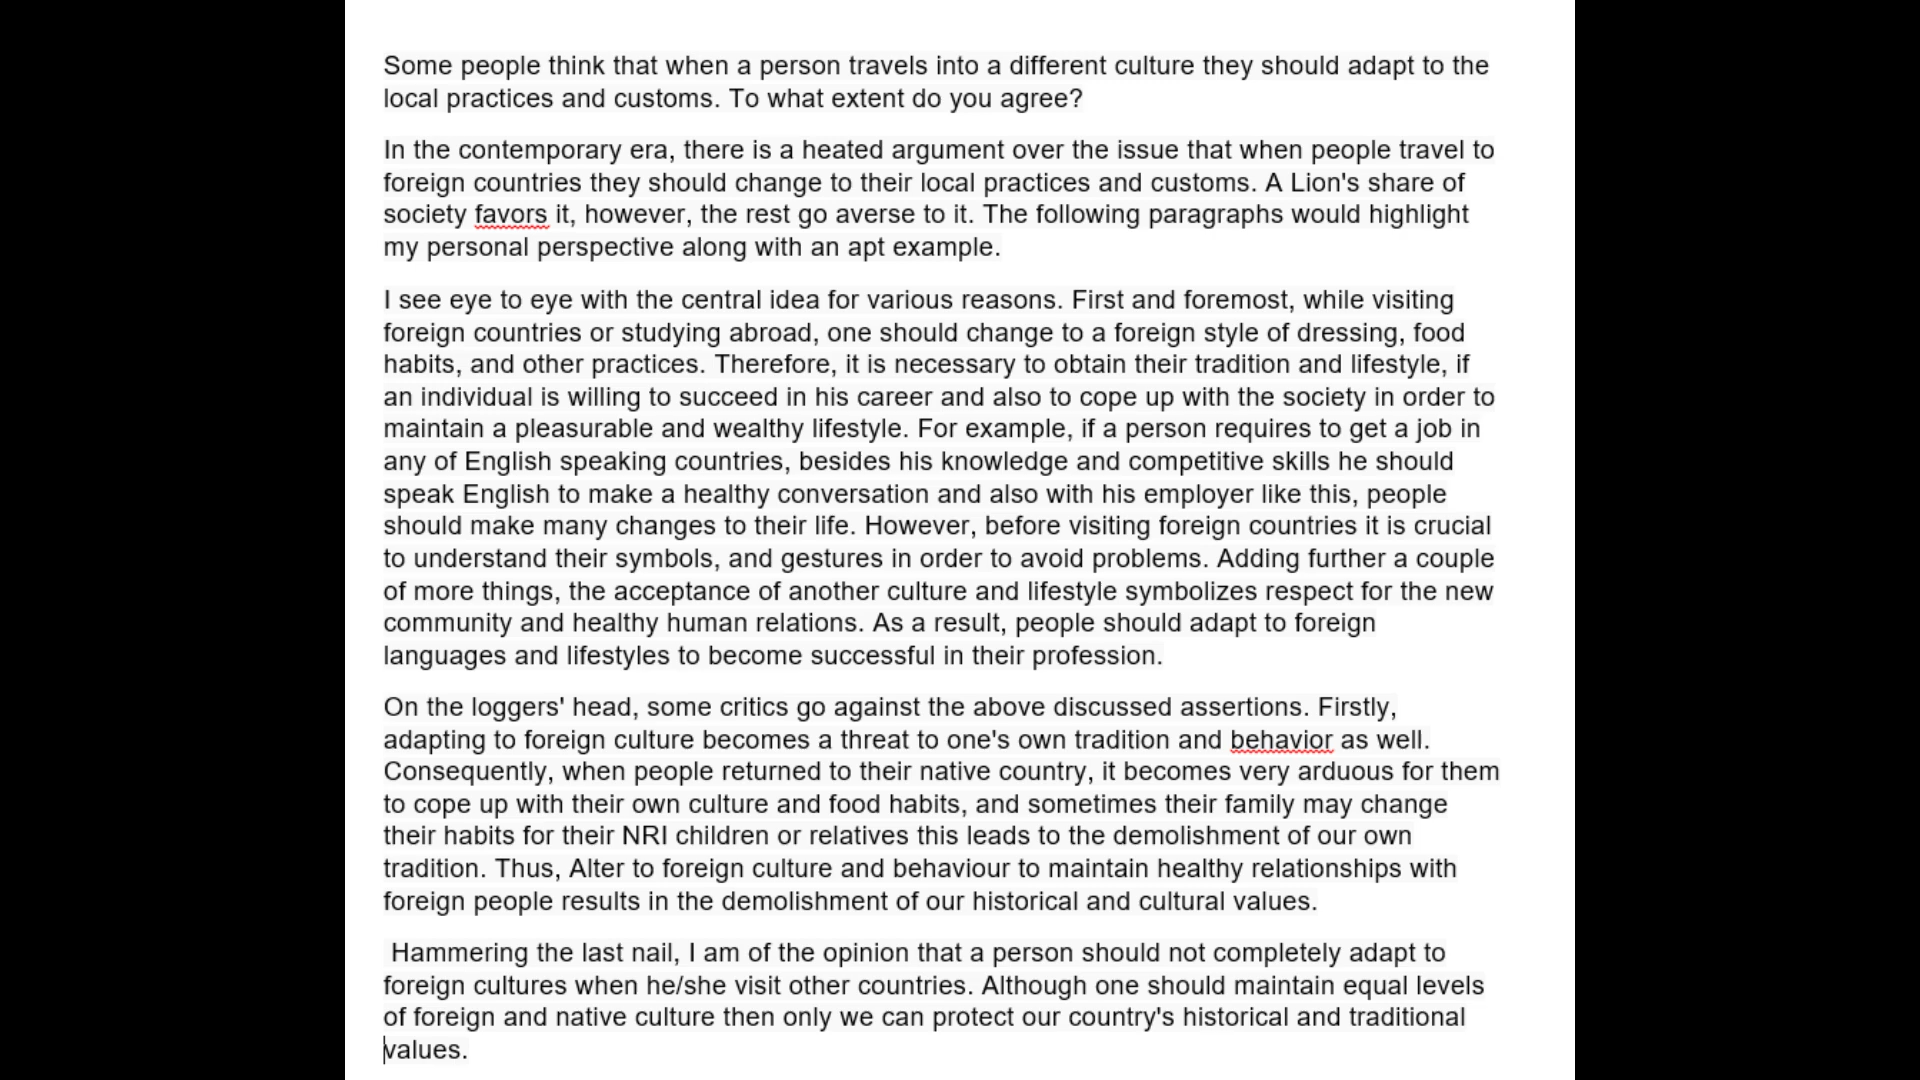 Some people think that when a person travels into a different culture they should adapt to the
local practices and customs. To what extent do you agree?
In the contemporary era, there is a heated argument over the issue that when people travel to
foreign countries they should change to their local practices and customs. A Lion's share of
society favors it, however, the rest go averse to it. The following paragraphs would highlight
my personal perspective along with an apt example.
I see eye to eye with the central idea for various reasons. First and foremost, while visiting
foreign countries or studying abroad, one should change to a foreign style of dressing, food
habits, and other practices. Therefore, it is necessary to obtain their tradition and lifestyle, if
an individual is willing to succeed in his career and also to cope up with the society in order to
maintain a pleasurable and wealthy lifestyle. For example, if a person requires to get a job in
any of English speaking countries, besides his knowledge and competitive skills he should
speak English to make a healthy conversation and also with his employer like this, people
should make many changes to their life. However, before visiting foreign countries it is crucial
to understand their symbols, and gestures in order to avoid problems. Adding further a couple
of more things, the acceptance of another culture and lifestyle symbolizes respect for the new
community and healthy human relations. As a result, people should adapt to foreign
languages and lifestyles to become successful in their profession.
On the loggers' head, some critics go against the above discussed assertions. Firstly,
adapting to foreign culture becomes a threat to one's own tradition and behavior as well.
Consequently, when people returned to their native country, it becomes very arduous for them
to cope up with their own culture and food habits, and sometimes their family may change
their habits for their NRI children or relatives this leads to the demolishment of our own
tradition. Thus, Alter to foreign culture and behaviour to maintain healthy relationships with
foreign people results in the demolishment of our historical and cultural values.
Hammering the last nail, I am of the opinion that a person should not completely adapt to
foreign cultures when he/she visit other countries. Although one should maintain equal levels
of foreign and native culture then only we can protect our country's historical and traditional
values.